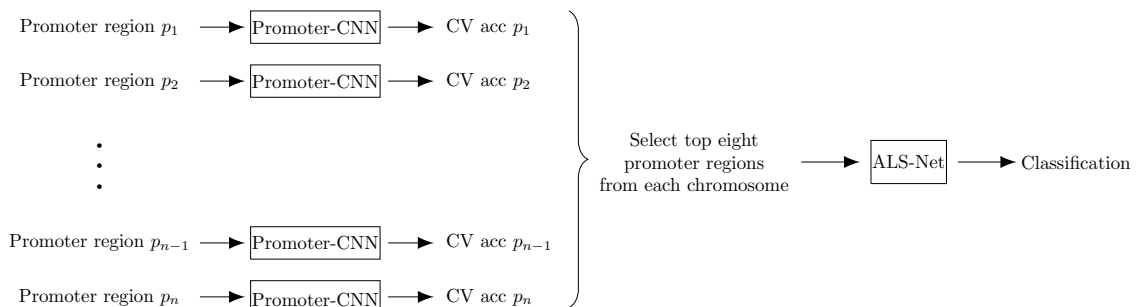 Promoter region p₁ Promoter-CNN CV acc p₁
Promoter region p₂ Promoter-CNN CV acc p₂
Select top eight
promoter regions
from each chromosome
ALS-Net Classification
Promoter region pₙ₋₁ Promoter-CNN CV acc pₙ₋₁
Promoter region pₙ Promoter-CNN CV acc pₙ